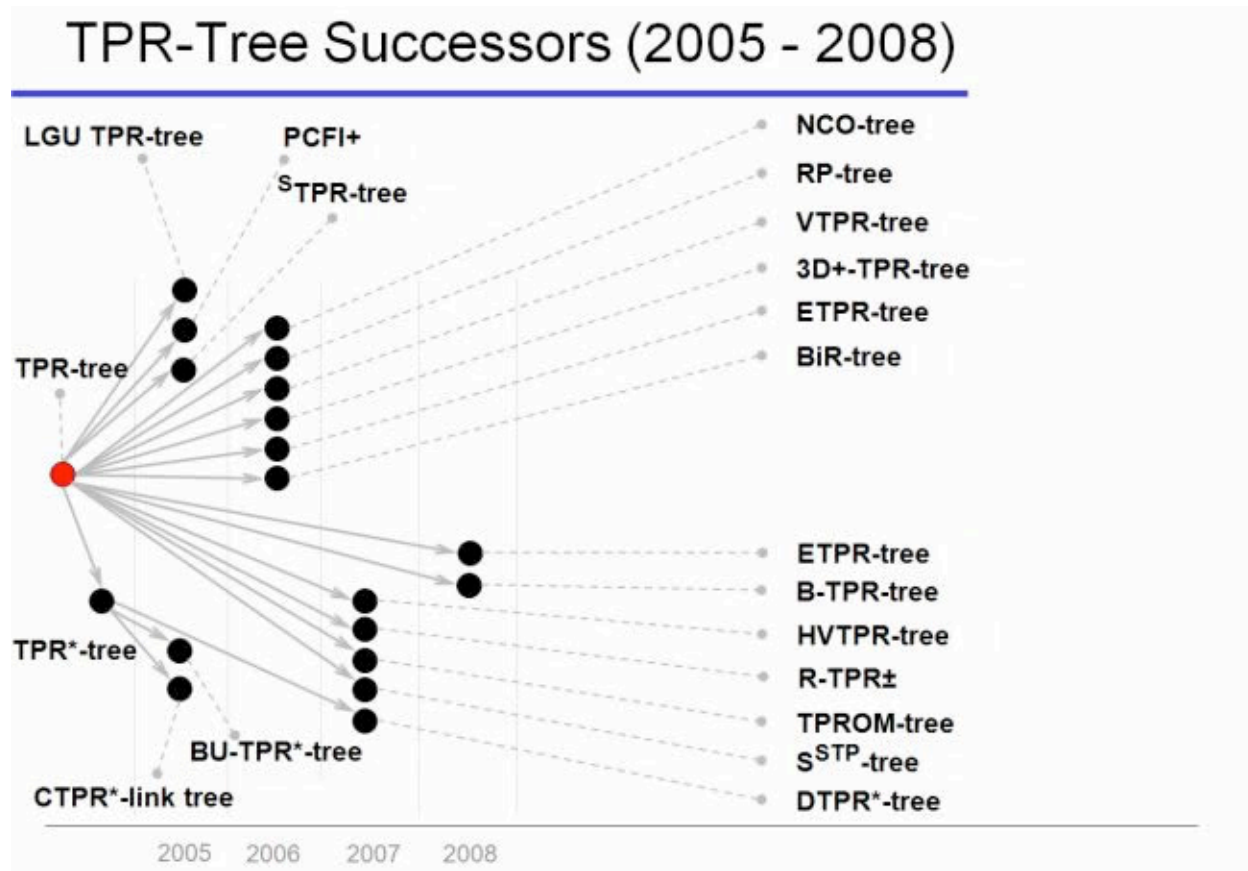 TPR-Tree Successors (2005 - 2008)
LGU TPR-tree
PCFI+
STPR-tree
TPR-tree
TPR*-tree
BU-TPR*-tree
CTPR*-link tree
NCO-tree
RP-tree
VTPR-tree
3D+-TPR-tree
ETPR-tree
BiR-tree
ETPR-tree
B-TPR-tree
HVTPR-tree
R-TPR±
TPROM-tree
SSTP-tree
DTPR*-tree
2005 2006 2007 2008